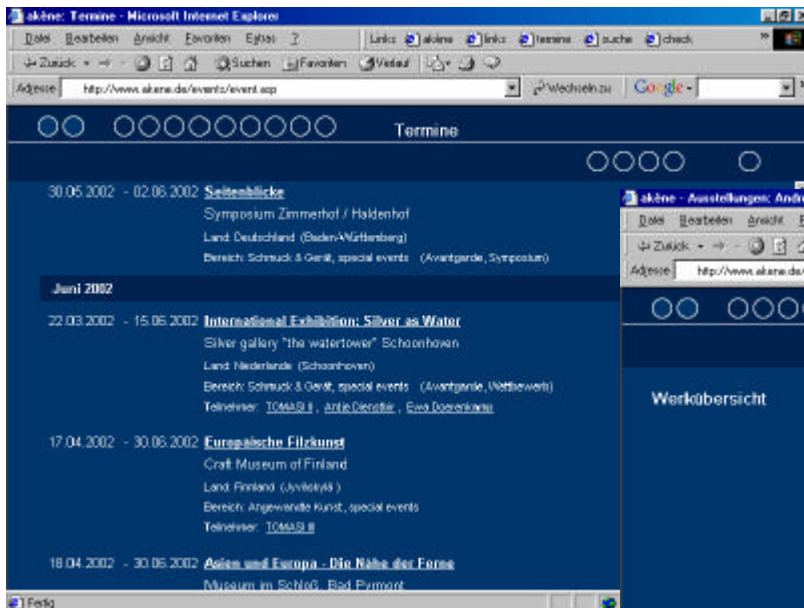 akène: Termine - Microsoft Internet Explorer
Datei Bearbeiten Ansicht Favoriten Extras ? Links akène links termine suche check
Zurück Suchen Favoriten Verlauf
Adresse http://www.akene.de/events/event.asp Wechseln zu Google
Termine
30.05.2002 - 02.06.2002 Seitenblicke
Symposium Zimmerhof / Haldenhof
Land: Deutschland (Baden-Württemberg)
Bereich: Schmuck & Gerät, special events (Avantgarde, Symposium)
Juni 2002
22.03.2002 - 15.06.2002 International Exhibition: Silver as Water
Silver gallery "the watertower" Schoonhoven
Land: Niederlande (Schoonhoven)
Bereich: Schmuck & Gerät, special events (Avantgarde, Wettbewerb)
Teilnehmer: TOMASI II , Antje Dienstbir , Ewa Doerenkamp
17.04.2002 - 30.06.2002 Europäische Filzkunst
Craft Museum of Finland
Land: Finnland (Jyväskylä )
Bereich: Angewandte Kunst, special events
Teilnehmer: TOMASI II
18.04.2002 - 30.06.2002 Asien und Europa - Die Nähe der Ferne
Museum im Schloß, Bad Pyrmont
Fertig
akène - Ausstellungen: Andre
Datei Bearbeiten Ansicht F
Zurück
Adresse http://www.akene.de/
Werkübersicht